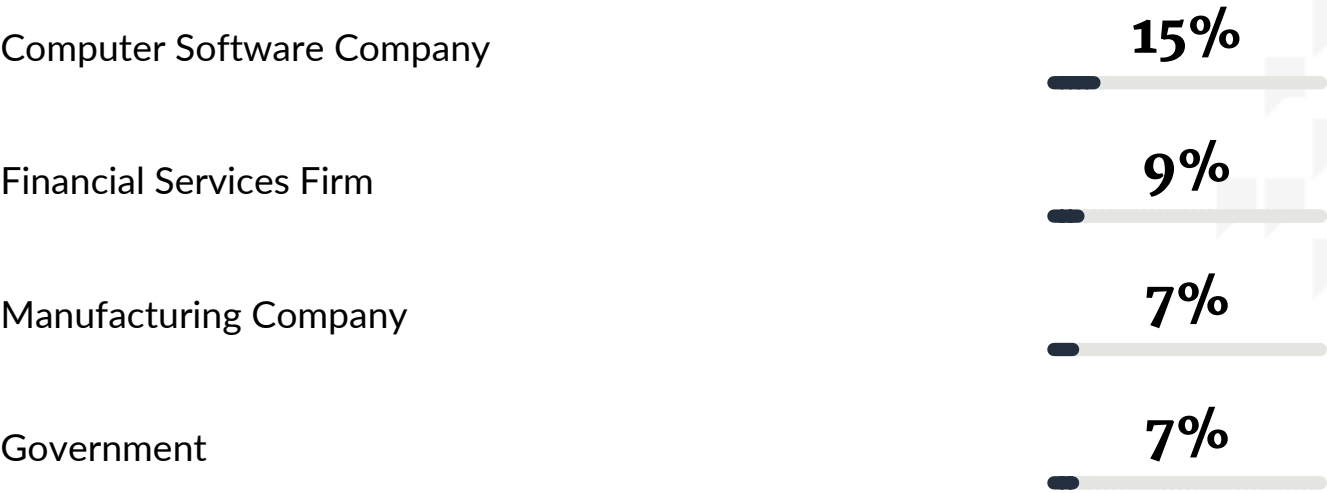 Computer Software Company 15%
Financial Services Firm 9%
Manufacturing Company 7%
Government 7%